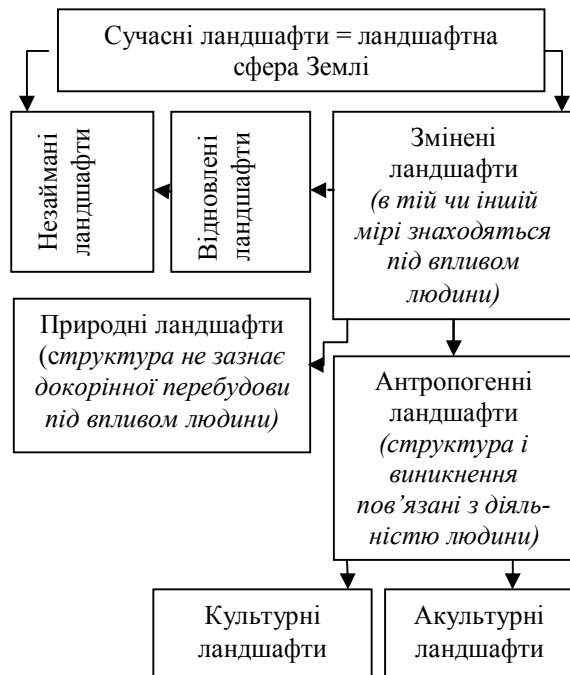 Сучасні ландшафти = ландшафтна
сфера Землі
Незаймані
ландшафти
Відновлені
ландшафти
Змінені
ландшафти
(в тій чи іншій
мірі знаходяться
під впливом
людини)
Природні ландшафти
(структура не зазнає
докорінної перебудови
під впливом людини)
Антропогенні
ландшафти
(структура і
виникнення
пов’язані з діяль-
ністю людини)
Культурні
ландшафти
Акультурні
ландшафти